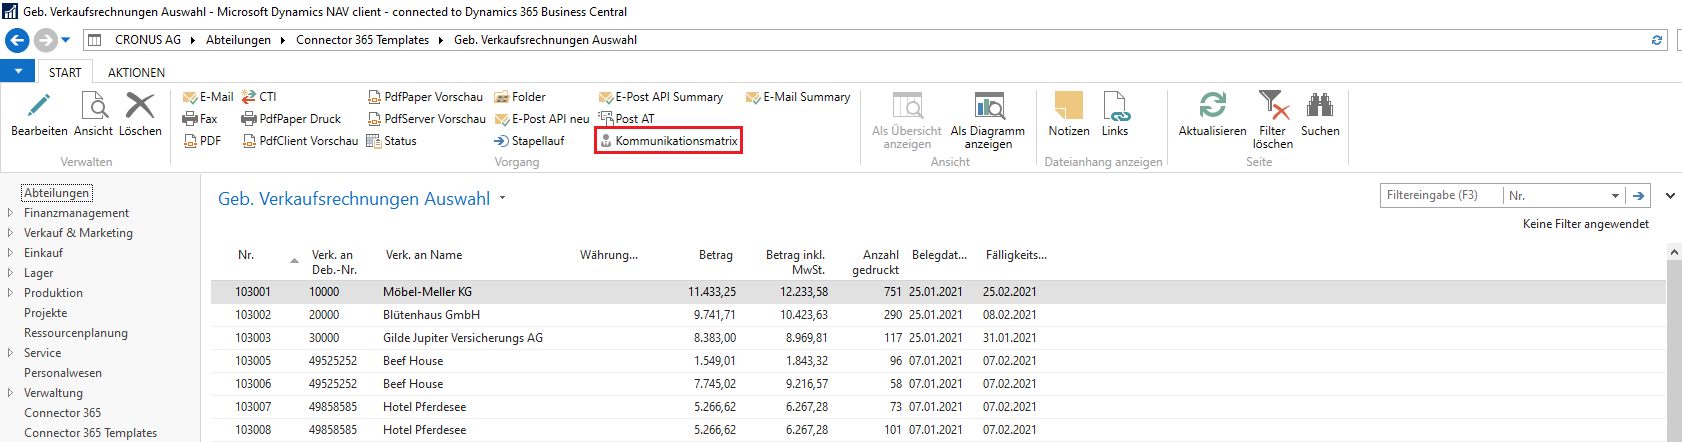 Geb. Verkaufsrechnungen Auswahl - Microsoft Dynamics NAV client - connected to Dynamics 365 Business Central
CRONUS AG Abteilungen Connector 365 Templates Geb. Verkaufsrechnungen Auswahl
START AKTIONEN
Bearbeiten Ansicht Löschen
Verwalten
E-Mail CTI PdfPaper Vorschau Folder E-Post API Summary E-Mail Summary
Fax PdfPaper Druck PdfServer Vorschau E-Post API neu Post AT
PDF PdfClient Vorschau Status Stapellauf Kommunikationsmatrix
Vorgang
Als Übersicht anzeigen
Als Diagramm anzeigen
Ansicht
Notizen Links
Dateianhang anzeigen
Aktualisieren Filter löschen Suchen
Seite
Abteilungen
Finanzmanagement
Verkauf & Marketing
Einkauf
Lager
Produktion
Projekte
Ressourcenplanung
Service
Personalwesen
Verwaltung
Connector 365
Connector 365 Templates
Geb. Verkaufsrechnungen Auswahl
Filtereingabe (F3) Nr.
Keine Filter angewendet
Nr. Verk. an Deb.-Nr. Verk. an Name Währung... Betrag Betrag inkl. MwSt. Anzahl gedruckt Belegdat... Fälligkeits...
103001 10000 Möbel-Meller KG 11.433,25 12.233,58 751 25.01.2021 25.02.2021
103002 20000 Blütenhaus GmbH 9.741,71 10.423,63 290 25.01.2021 08.02.2021
103003 30000 Gilde Jupiter Versicherungs AG 8.383,00 8.969,81 117 25.01.2021 31.01.2021
103005 49525252 Beef House 1.549,01 1.843,32 96 07.01.2021 07.02.2021
103006 49525252 Beef House 7.745,02 9.216,57 58 07.01.2021 07.02.2021
103007 49858585 Hotel Pferdesee 5.266,62 6.267,28 73 07.01.2021 07.02.2021
103008 49858585 Hotel Pferdesee 5.266,62 6.267,28 101 07.01.2021 07.02.2021